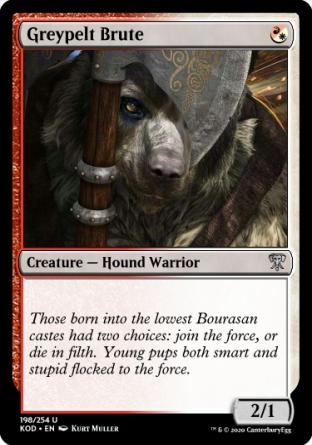 Greypelt Brute
Creature — Hound Warrior
Those born into the lowest Bourasan
castes had two choices: join the force, or
die in filth. Young pups both smart and
stupid flocked to the force.
2/1
198/254 U
KOD • EN Kurt Muller
™ & © 2020 CanterburyEgg